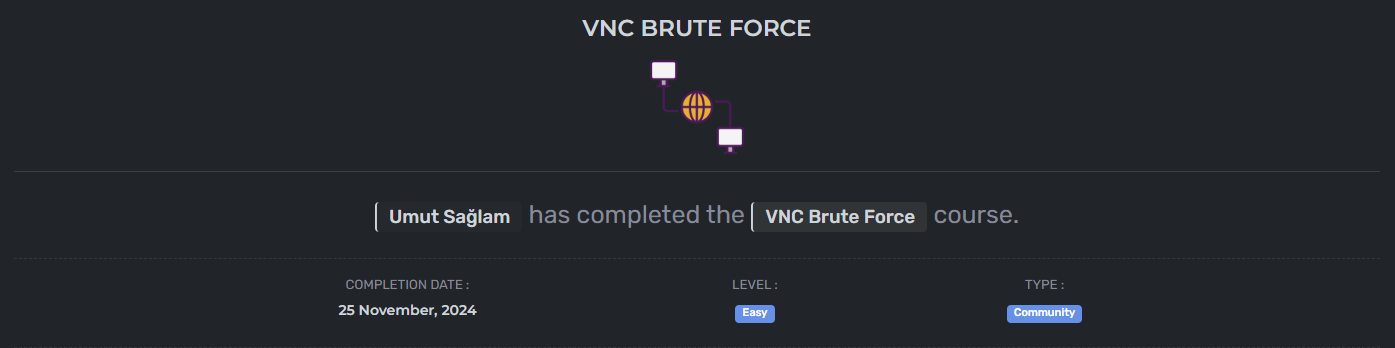 VNC BRUTE FORCE
Umut Sağlam has completed the VNC Brute Force course.
COMPLETION DATE : LEVEL : TYPE :
25 November, 2024 Easy Community